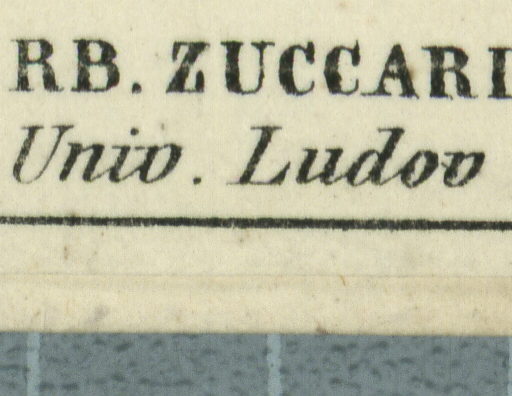 RB. ZUCCARI
Univ. Ludov